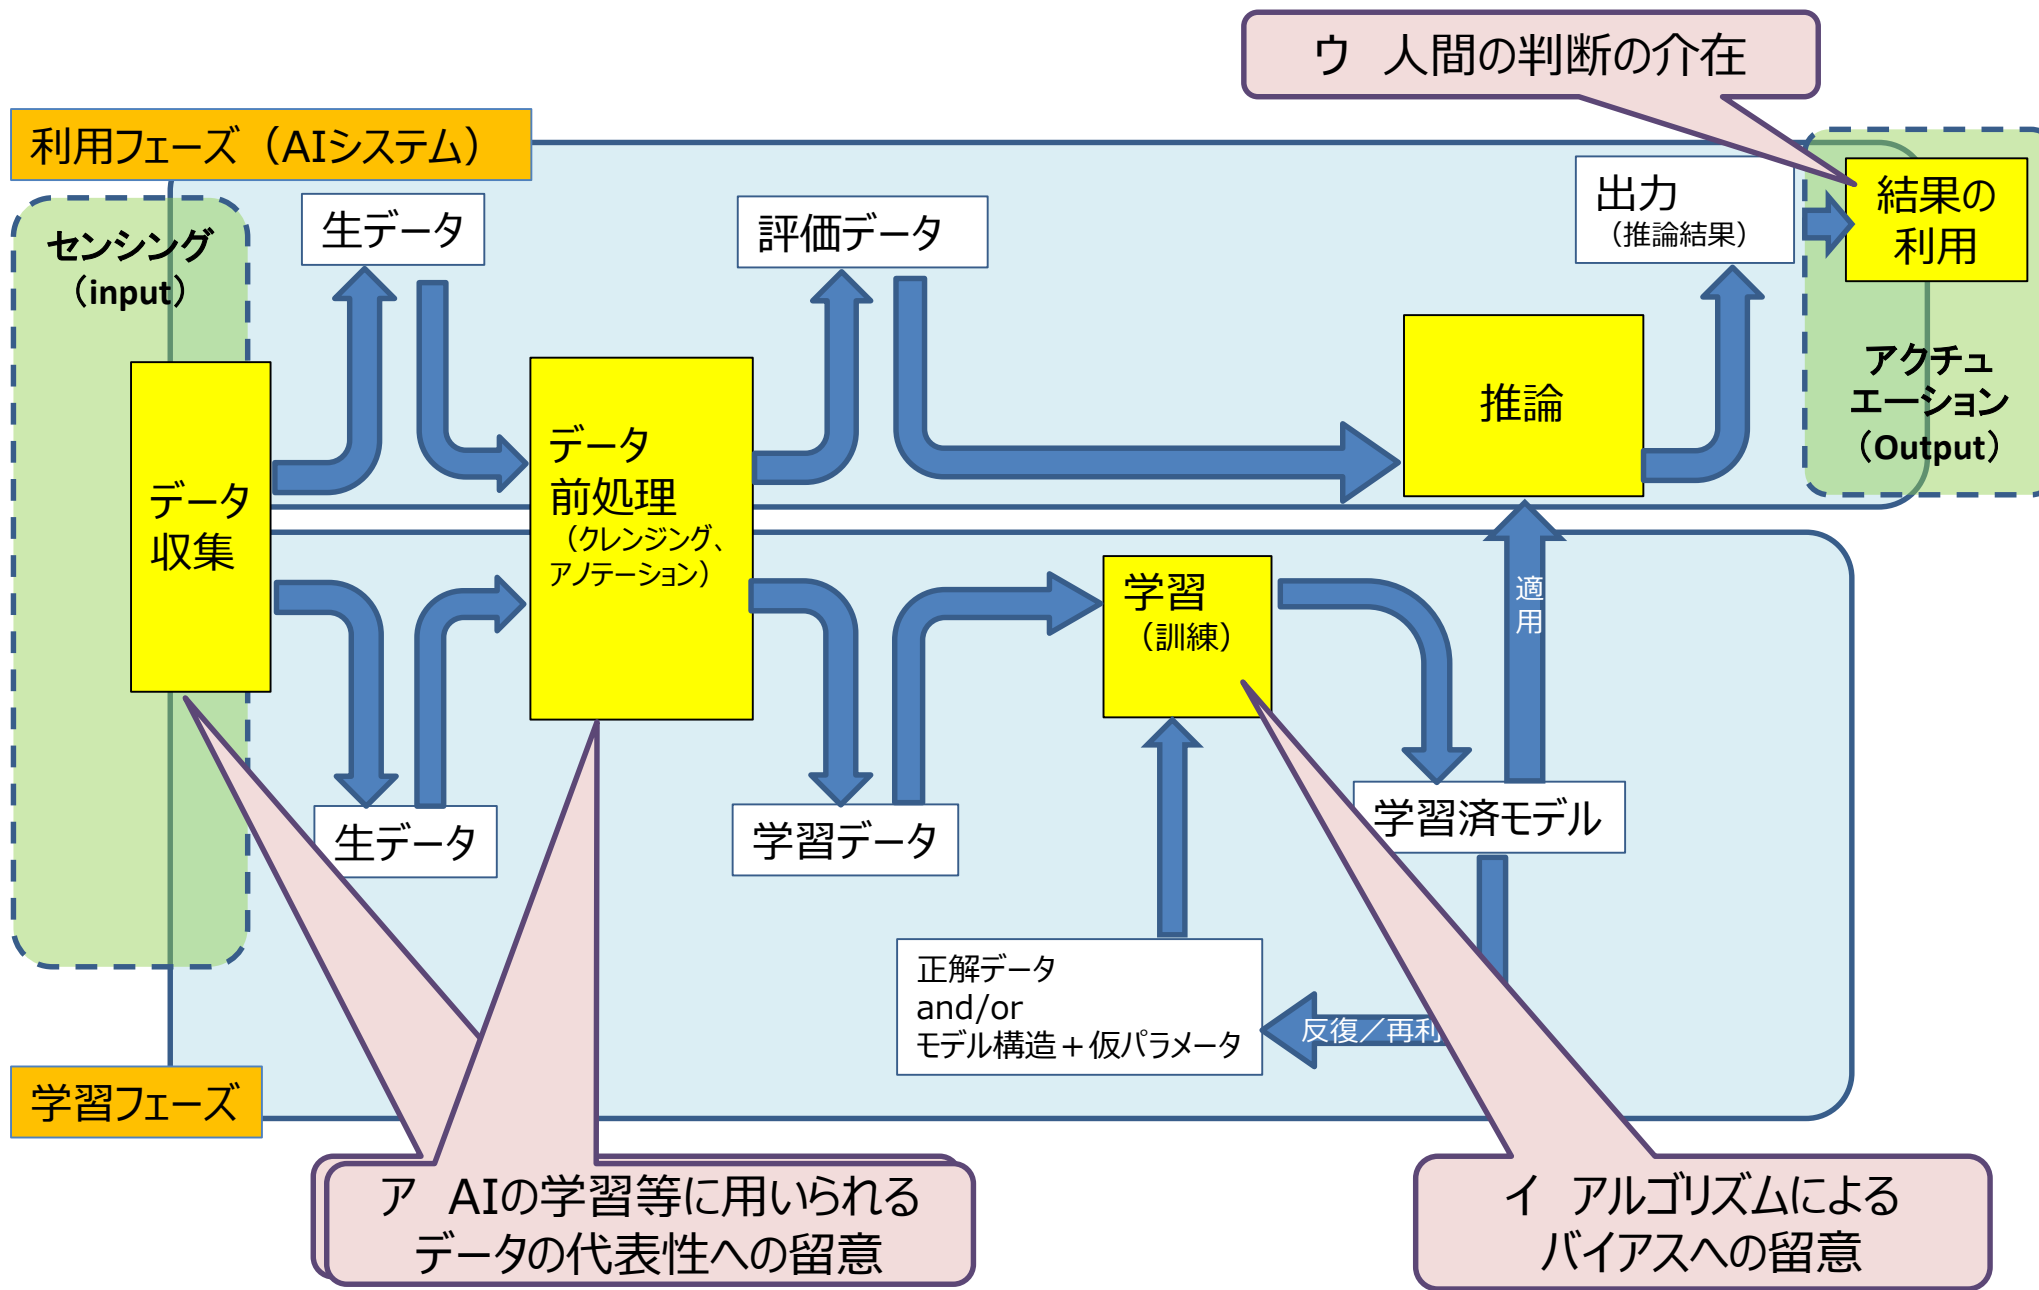 ウ　人間の判断の介在
利用フェーズ（AIシステム）
センシング
（input）
生データ
評価データ
出力
（推論結果）
結果の
利用
アクチュ
エーション
（Output）
データ
収集
データ
前処理
（クレンジング、
アノテーション）
推論
学習
（訓練）
適
用
生データ
学習データ
学習済モデル
正解データ
and/or
モデル構造＋仮パラメータ
反復／再利
学習フェーズ
ア　AIの学習等に用いられる
データの代表性への留意
イ　アルゴリズムによる
バイアスへの留意